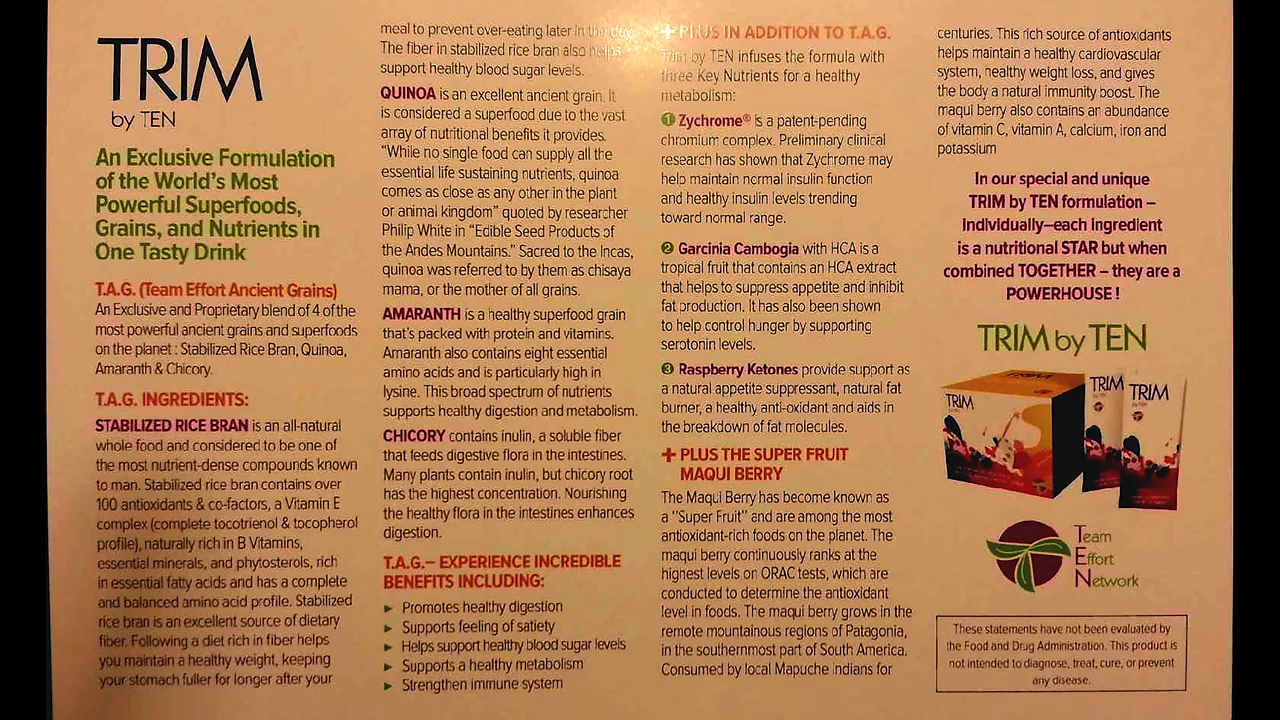 TRIM
by TEN
An Exclusive Formulation
of the World's Most
Powerful Superfoods,
Grains, and Nutrients in
One Tasty Drink
T.A.G. (Team Effort Ancient Grains)
An Exclusive and Proprietary blend of 4 of the
most powerful ancient grains and superfoods
on the planet : Stabilized Rice Bran, Quinoa,
Amaranth & Chicory.
T.A.G. INGREDIENTS:
STABILIZED RICE BRAN is an all-natural
whole food and considered to be one of
the most nutrient-dense compounds known
to man. Stabilized rice bran contains over
100 antioxidants & co-factors, a Vitamin E
complex (complete tocotrienol & tocopherol
profile), naturally rich in B Vitamins,
essential minerals, and phytosterols, rich
in essential fatty acids and has a complete
and balanced amino acid profile. Stabilized
rice bran is an excellent source of dietary
fiber. Following a diet rich in fiber helps
you maintain a healthy weight, keeping
your stomach fuller for longer after your
meal to prevent over-eating later in the day.
The fiber in stabilized rice bran also helps
support healthy blood sugar levels.
QUINOA is an excellent ancient grain. It
is considered a superfood due to the vast
array of nutritional benefits it provides.
"While no single food can supply all the
essential life sustaining nutrients, quinoa
comes as close as any other in the plant
or animal kingdom" quoted by researcher
Philip White in "Edible Seed Products of
the Andes Mountains." Sacred to the Incas,
quinoa was referred to by them as chisaya
mama, or the mother of all grains.
AMARANTH is a healthy superfood grain
that's packed with protein and vitamins.
Amaranth also contains eight essential
amino acids and is particularly high in
lysine. This broad spectrum of nutrients
supports healthy digestion and metabolism.
CHICORY contains inulin, a soluble fiber
that feeds digestive flora in the intestines.
Many plants contain inulin, but chicory root
has the highest concentration. Nourishing
the healthy flora in the intestines enhances
digestion.
T.A.G.– EXPERIENCE INCREDIBLE
BENEFITS INCLUDING:
► Promotes healthy digestion
► Supports feeling of satiety
► Helps support healthy blood sugar levels
► Supports a healthy metabolism
► Strengthen immune system
+ PLUS IN ADDITION TO T.A.G.
Trim by TEN infuses the formula with
three Key Nutrients for a healthy
metabolism:
1 Zychrome® is a patent-pending
chromium complex. Preliminary clinical
research has shown that Zychrome may
help maintain normal insulin function
and healthy insulin levels trending
toward normal range.
2 Garcinia Cambogia with HCA is a
tropical fruit that contains an HCA extract
that helps to suppress appetite and inhibit
fat production. It has also been shown
to help control hunger by supporting
serotonin levels.
3 Raspberry Ketones provide support as
a natural appetite suppressant, natural fat
burner, a healthy anti-oxidant and aids in
the breakdown of fat molecules.
+ PLUS THE SUPER FRUIT
MAQUI BERRY
The Maqui Berry has become known as
a "Super Fruit" and are among the most
antioxidant-rich foods on the planet. The
maqui berry continuously ranks at the
highest levels on ORAC tests, which are
conducted to determine the antioxidant
level in foods. The maqui berry grows in the
remote mountainous regions of Patagonia,
in the southernmost part of South America.
Consumed by local Mapuche Indians for
centuries. This rich source of antioxidants
helps maintain a healthy cardiovascular
system, healthy weight loss, and gives
the body a natural immunity boost. The
maqui berry also contains an abundance
of vitamin C, vitamin A, calcium, iron and
potassium
In our special and unique
TRIM by TEN formulation –
individually–each ingredient
is a nutritional STAR but when
combined TOGETHER – they are a
POWERHOUSE !
TRIM by TEN
TRIM
TRIM
TRIM
TRIM
Team
Effort
Network
These statements have not been evaluated by
the Food and Drug Administration. This product is
not intended to diagnose, treat, cure, or prevent
any disease.